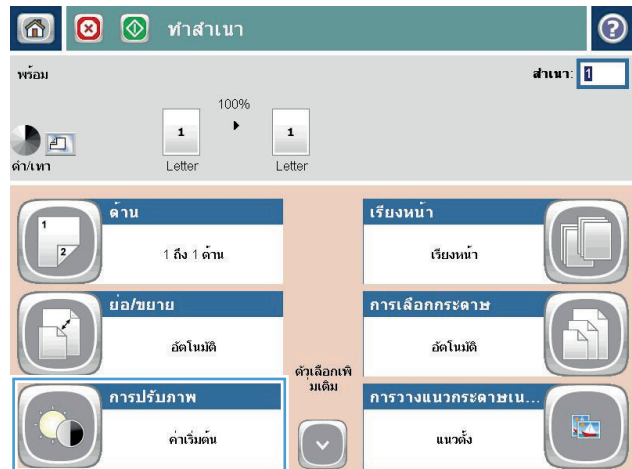 ทำสำเนา
พร้อม
สำเนา: 1
100%
1 1
Letter Letter
ดำ/เทา
ด้าน
1 2
1 ถึง 1 ด้าน
เรียงหน้า
เรียงหน้า
ย่อ/ขยาย
อัตโนมัติ
การเลือกกระดาษ
อัตโนมัติ
ตัวเลือกเพิ
่มเติม
การปรับภาพ
ค่าเริ่มต้น
การวางแนวกระดาษเน...
แนวตั้ง